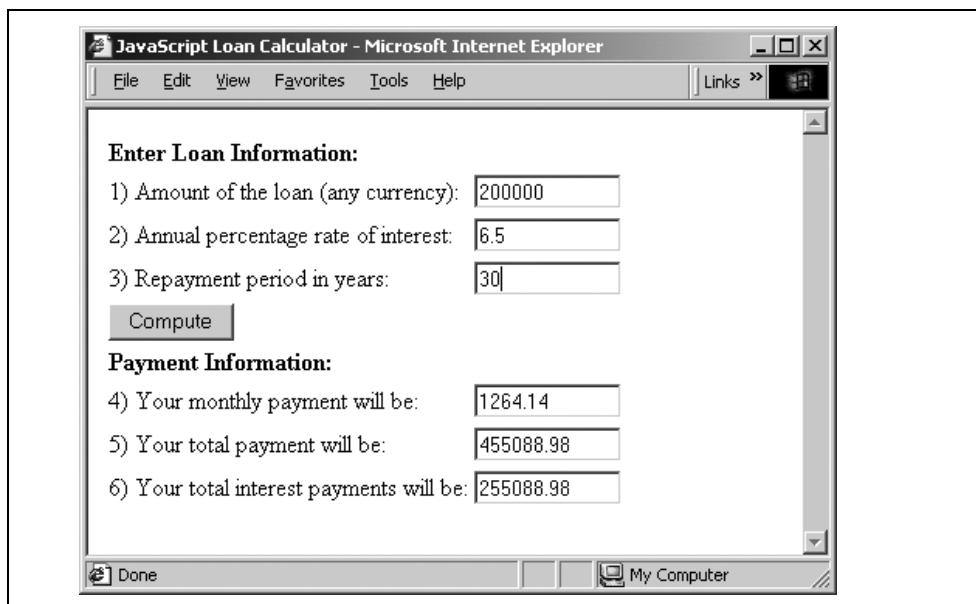 JavaScript Loan Calculator - Microsoft Internet Explorer
File Edit View Favorites Tools Help Links »
Enter Loan Information:
1) Amount of the loan (any currency): 200000
2) Annual percentage rate of interest: 6.5
3) Repayment period in years: 30
Compute
Payment Information:
4) Your monthly payment will be: 1264.14
5) Your total payment will be: 455088.98
6) Your total interest payments will be: 255088.98
Done My Computer